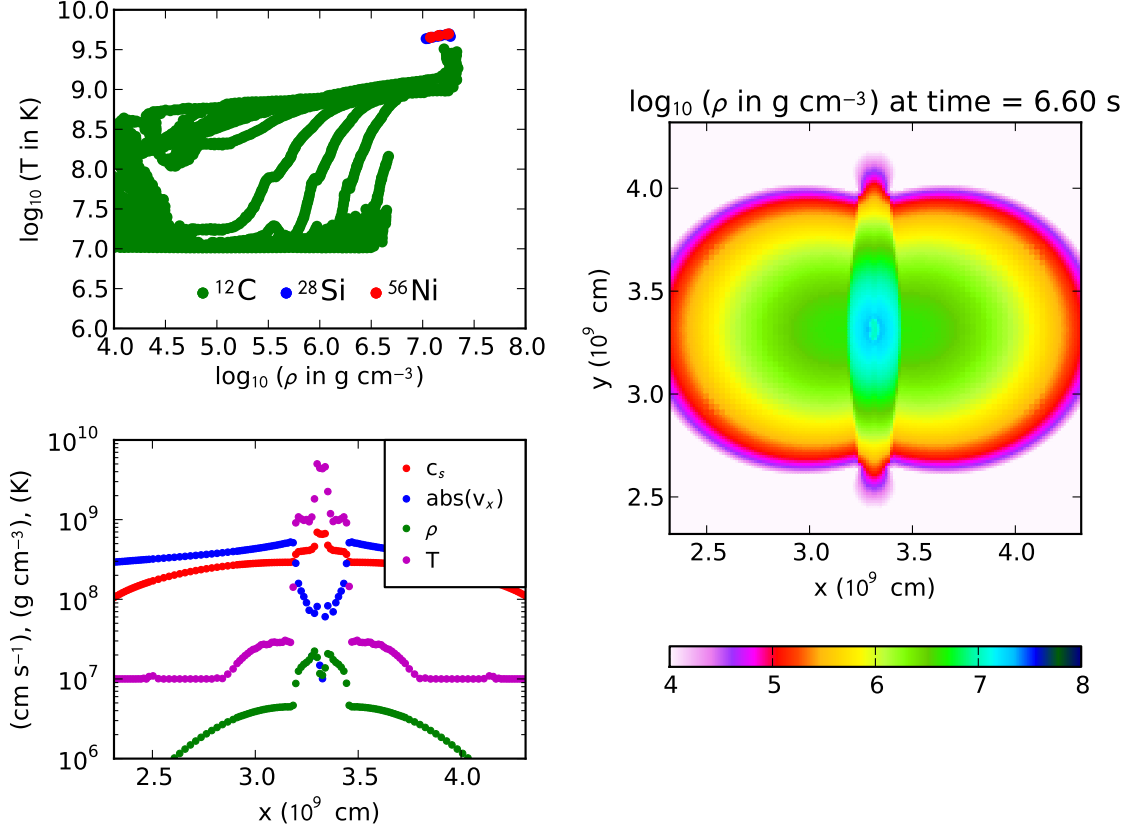 10.0
9.5
9.0
8.5
8.0
7.5
7.0
6.5
6.0
log₁₀ (T in K)
¹²C ²⁸Si ⁵⁶Ni
4.0 5.0 5.5 6.0 6.5 7.0 7.5 8.0
log₁₀ (ρ in g cm⁻³)
10¹⁰
10⁹
10⁸
10⁷
10⁶
(cm s⁻¹), (g cm⁻³), (K)
cₛ
abs(vₓ)
ρ
T
2.5 3.0 3.5 4.0
x (10⁹ cm)
log₁₀ (ρ in g cm⁻³) at time = 6.60 s
4.0
3.5
3.0
2.5
y (10⁹ cm)
2.5 3.0 3.5 4.0
x (10⁹ cm)
4 5 6 7 8